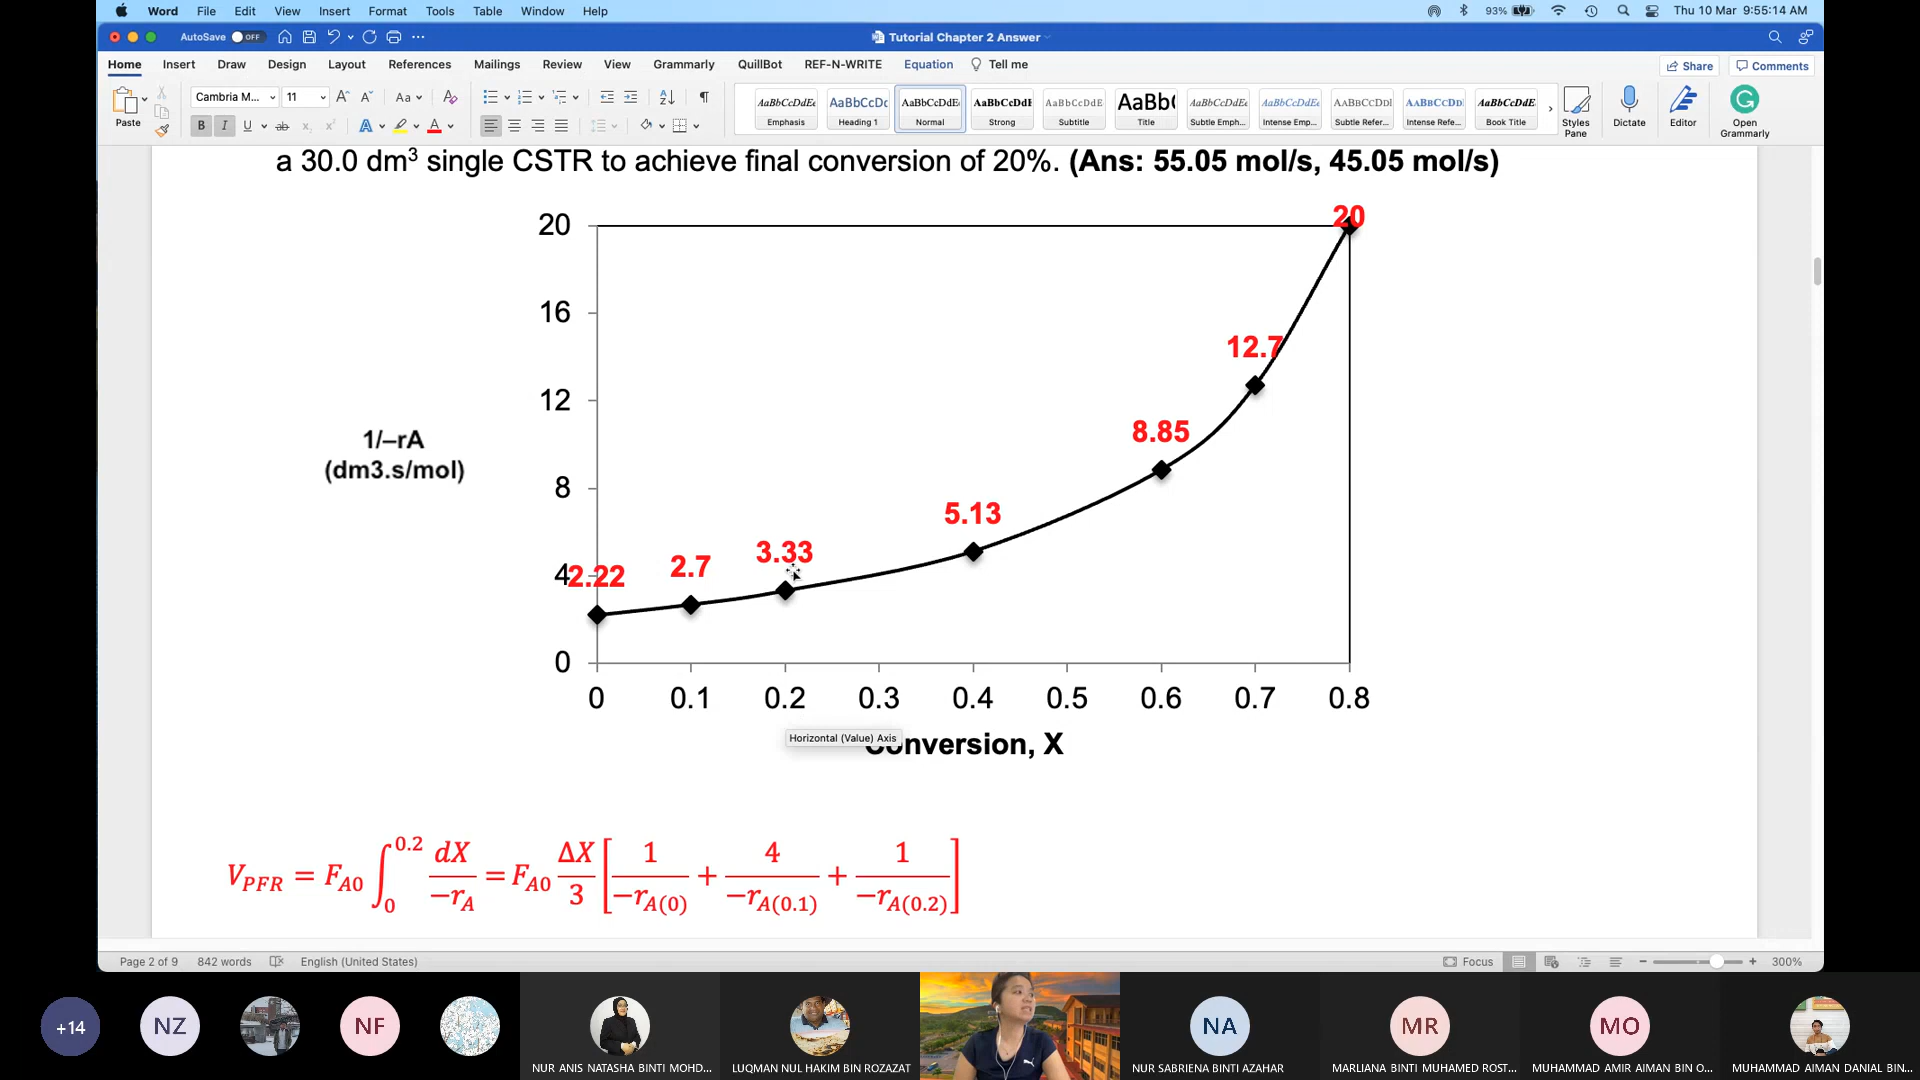 Word File Edit View Insert Format Tools Table Window Help 93% Thu 10 Mar 9:55:14 AM
AutoSave OFF Tutorial Chapter 2 Answer
Home Insert Draw Design Layout References Mailings Review View Grammarly QuillBot REF-N-WRITE Equation Tell me Share Comments
Paste Cambria M... 11 A A Aa A
B I U ab x x A A
AaBbCcDdEe AaBbCcDc AaBbCcDdEe AaBbCcDdE AaBbCcDdE AaBb( AaBbCcDdEe AaBbCcDdEe AaBbCcDdI AaBbCcDd. AaBbCcDdE
Emphasis Heading 1 Normal Strong Subtitle Title Subtle Emph... Intense Emp... Subtle Refer... Intense Refe... Book Title
Styles Pane Dictate Editor Open Grammarly
a 30.0 dm³ single CSTR to achieve final conversion of 20%. (Ans: 55.05 mol/s, 45.05 mol/s)
20
16
12
8
4
0
1/–rA
(dm3.s/mol)
2.22 2.7 3.33 5.13 8.85 12.7 20
0 0.1 0.2 0.3 0.4 0.5 0.6 0.7 0.8
Horizontal (Value) Axis
Conversion, X
V_PFR = F_A0 ∫_0^0.2 dX/−r_A = F_A0 ΔX/3 [1/−r_A(0) + 4/−r_A(0.1) + 1/−r_A(0.2)]
Page 2 of 9 842 words English (United States) Focus 300%
+14 NZ NF NA MR MO
NUR ANIS NATASHA BINTI MOHD... LUQMAN NUL HAKIM BIN ROZAZAT NUR SABRIENA BINTI AZAHAR MARLIANA BINTI MUHAMED ROST... MUHAMMAD AMIR AIMAN BIN O... MUHAMMAD AIMAN DANIAL BIN...